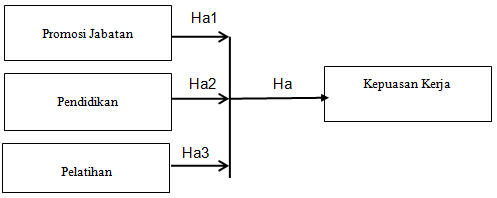 Ha1
Promosi Jabatan
Ha2
Ha
Kepuasan Kerja
Pendidikan
Ha3
Pelatihan